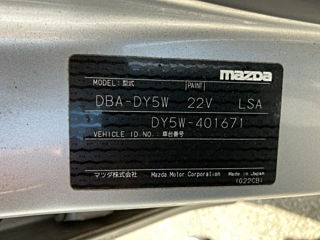 mazda
MODEL: 型式 PAINT
DBA-DY5W 22V LSA
DY5W-401671
VEHICLE ID.NO.: 車台番号
マツダ株式会社 Mazda Motor Corporation Made in Japan
(G22CB)